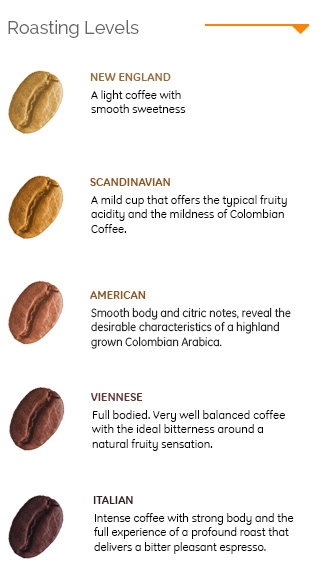 Roasting Levels
NEW ENGLAND
A light coffee with
smooth sweetness
SCANDINAVIAN
A mild cup that offers the typical fruity
acidity and the mildness of Colombian
Coffee.
AMERICAN
Smooth body and citric notes, reveal the
desirable characteristics of a highland
grown Colombian Arabica.
VIENNESE
Full bodied. Very well balanced coffee
with the ideal bitterness around a
natural fruity sensation.
ITALIAN
Intense coffee with strong body and the
full experience of a profound roast that
delivers a bitter pleasant espresso.